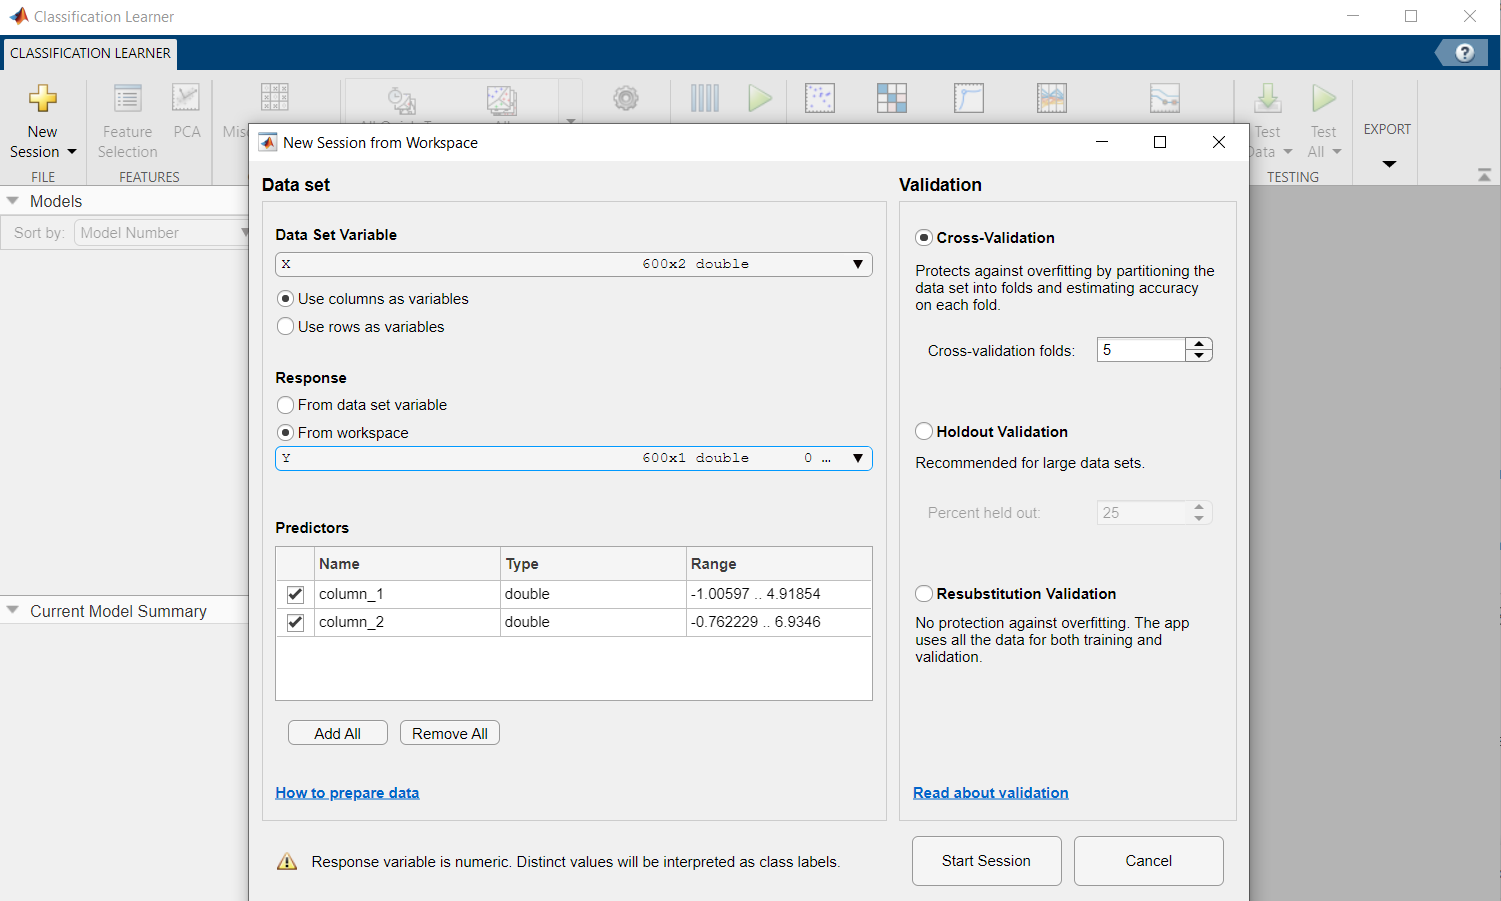 Classification Learner
CLASSIFICATION LEARNER
?
New
Session
FILE
Feature
Selection
PCA
FEATURES
Test
Data
Test
All
TESTING
EXPORT
Models
Sort by:
Model Number
Current Model Summary
New Session from Workspace
Data set
Data Set Variable
X 600x2 double
Use columns as variables
Use rows as variables
Response
From data set variable
From workspace
Y 600x1 double 0 ...
Predictors
Name Type Range
column_1 double -1.00597 .. 4.91854
column_2 double -0.762229 .. 6.9346
Add All
Remove All
How to prepare data
Validation
Cross-Validation
Protects against overfitting by partitioning the
data set into folds and estimating accuracy
on each fold.
Cross-validation folds: 5
Holdout Validation
Recommended for large data sets.
Percent held out: 25
Resubstitution Validation
No protection against overfitting. The app
uses all the data for both training and
validation.
Read about validation
Response variable is numeric. Distinct values will be interpreted as class labels.
Start Session
Cancel